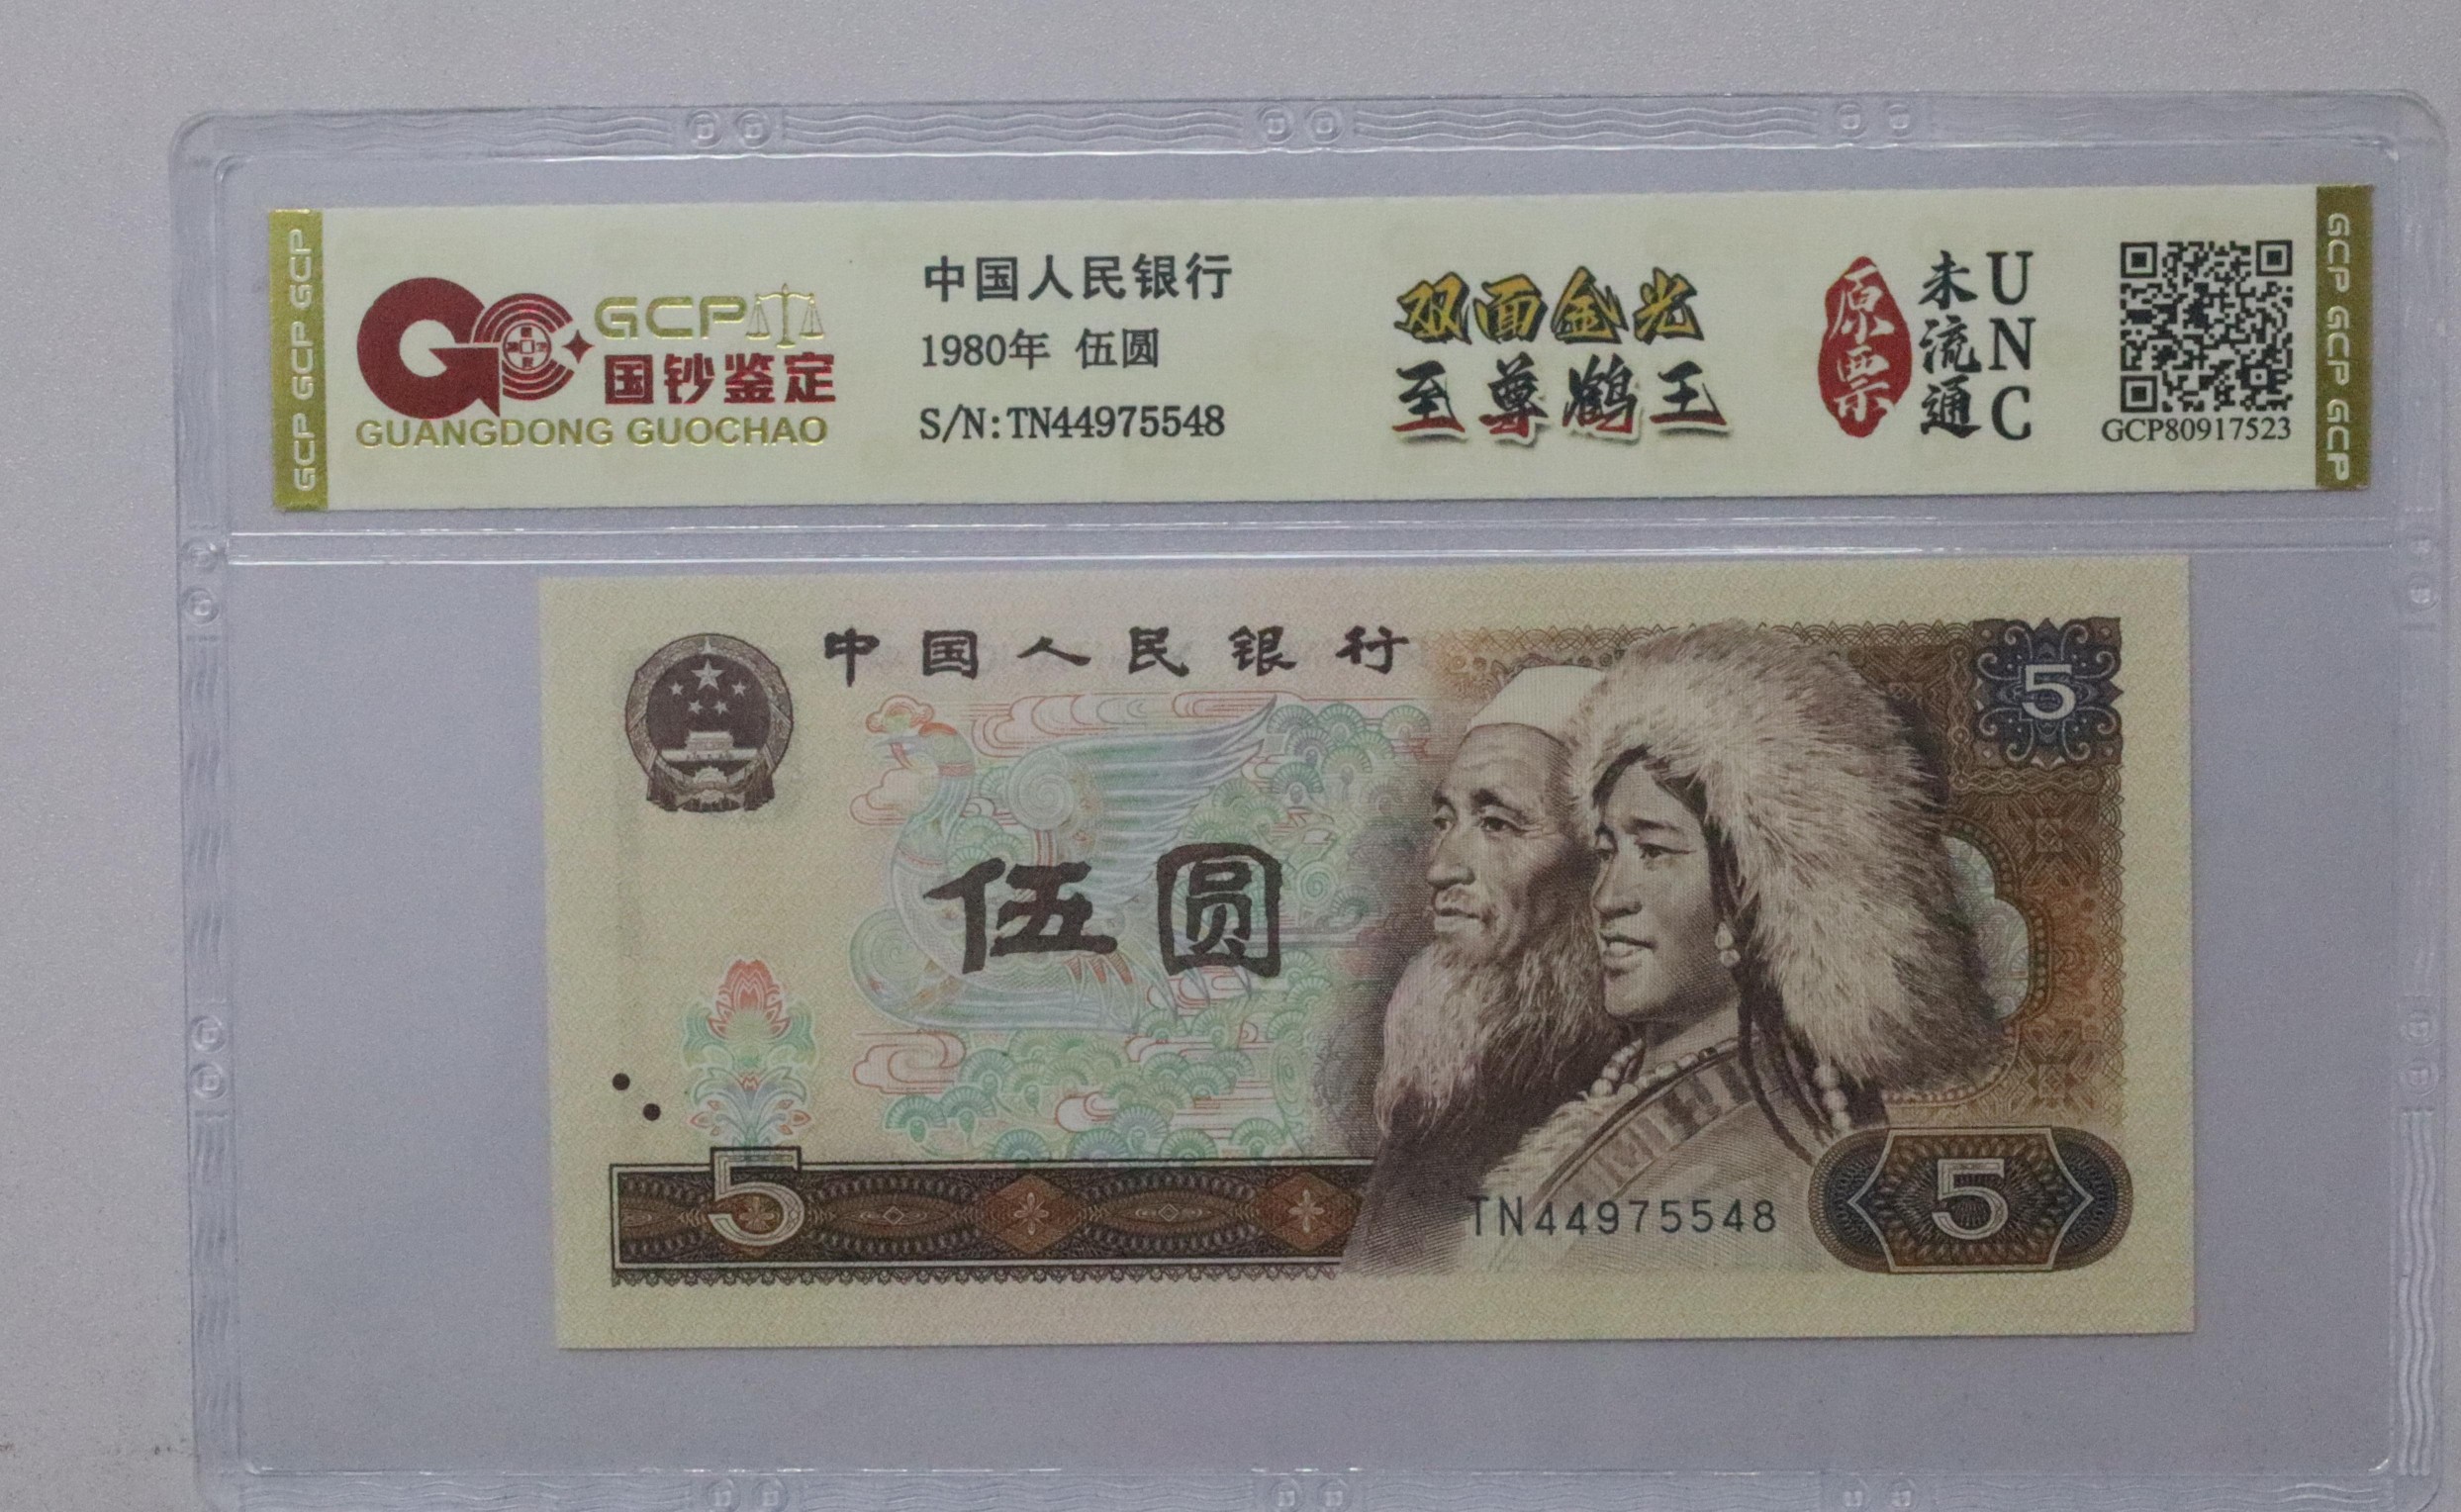 GCP GCP GCP
GCP
国钞鉴定
GUANGDONG GUOCHAO
中国人民银行
1980年 伍圆
S/N:TN44975548
双面金光
至尊鹤王
原票
未流通
UNC
GCP80917523
GCP GCP GCP
中国人民银行
5
伍圆
5
TN44975548
5